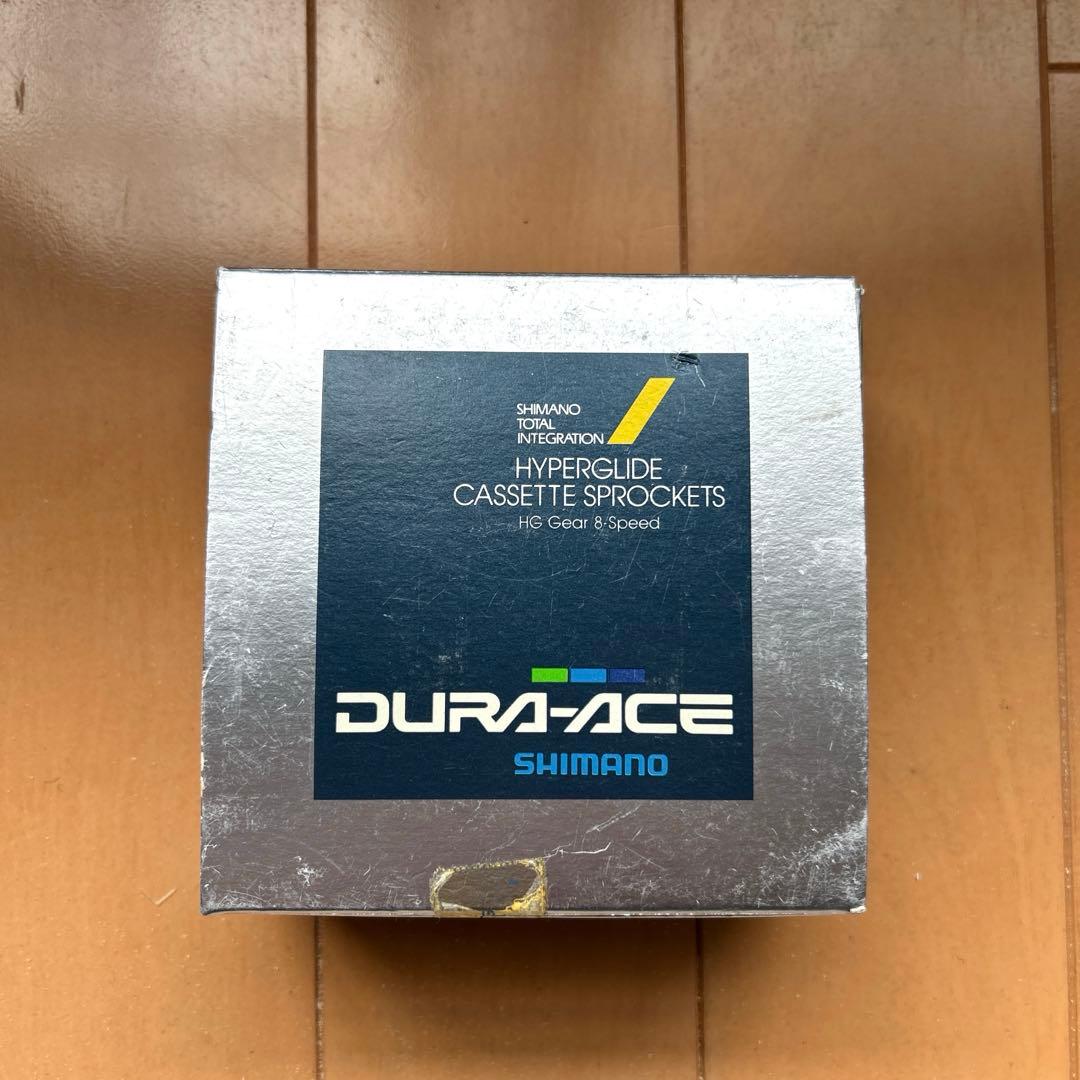 SHIMANO
TOTAL
INTEGRATION
HYPERGLIDE
CASSETTE SPROCKETS
HG Gear 8-Speed
DURA-ACE
SHIMANO